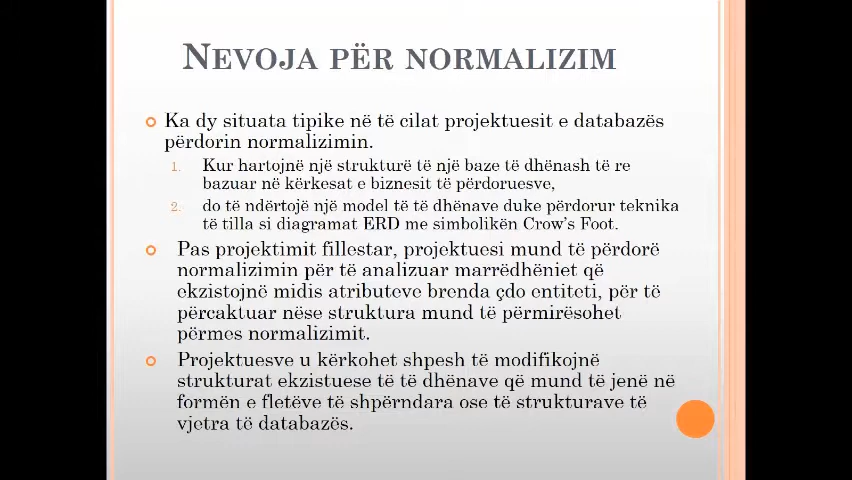 NEVOJA PËR NORMALIZIM
Ka dy situata tipike në të cilat projektuesit e databazës
përdorin normalizimin.
1. Kur hartojnë një strukturë të një baze të dhënash të re
bazuar në kërkesat e biznesit të përdoruesve,
2. do të ndërtojë një model të të dhënave duke përdorur teknika
të tilla si diagramat ERD me simbolikën Crow's Foot.
Pas projektimit fillestar, projektuesi mund të përdorë
normalizimin për të analizuar marrëdhëniet që
ekzistojnë midis atributeve brenda çdo entiteti, për të
përcaktuar nëse struktura mund të përmirësohet
përmes normalizimit.
Projektuesve u kërkohet shpesh të modifikojnë
strukturat ekzistuese të të dhënave që mund të jenë në
formën e fletëve të shpërndara ose të strukturave të
vjetra të databazës.